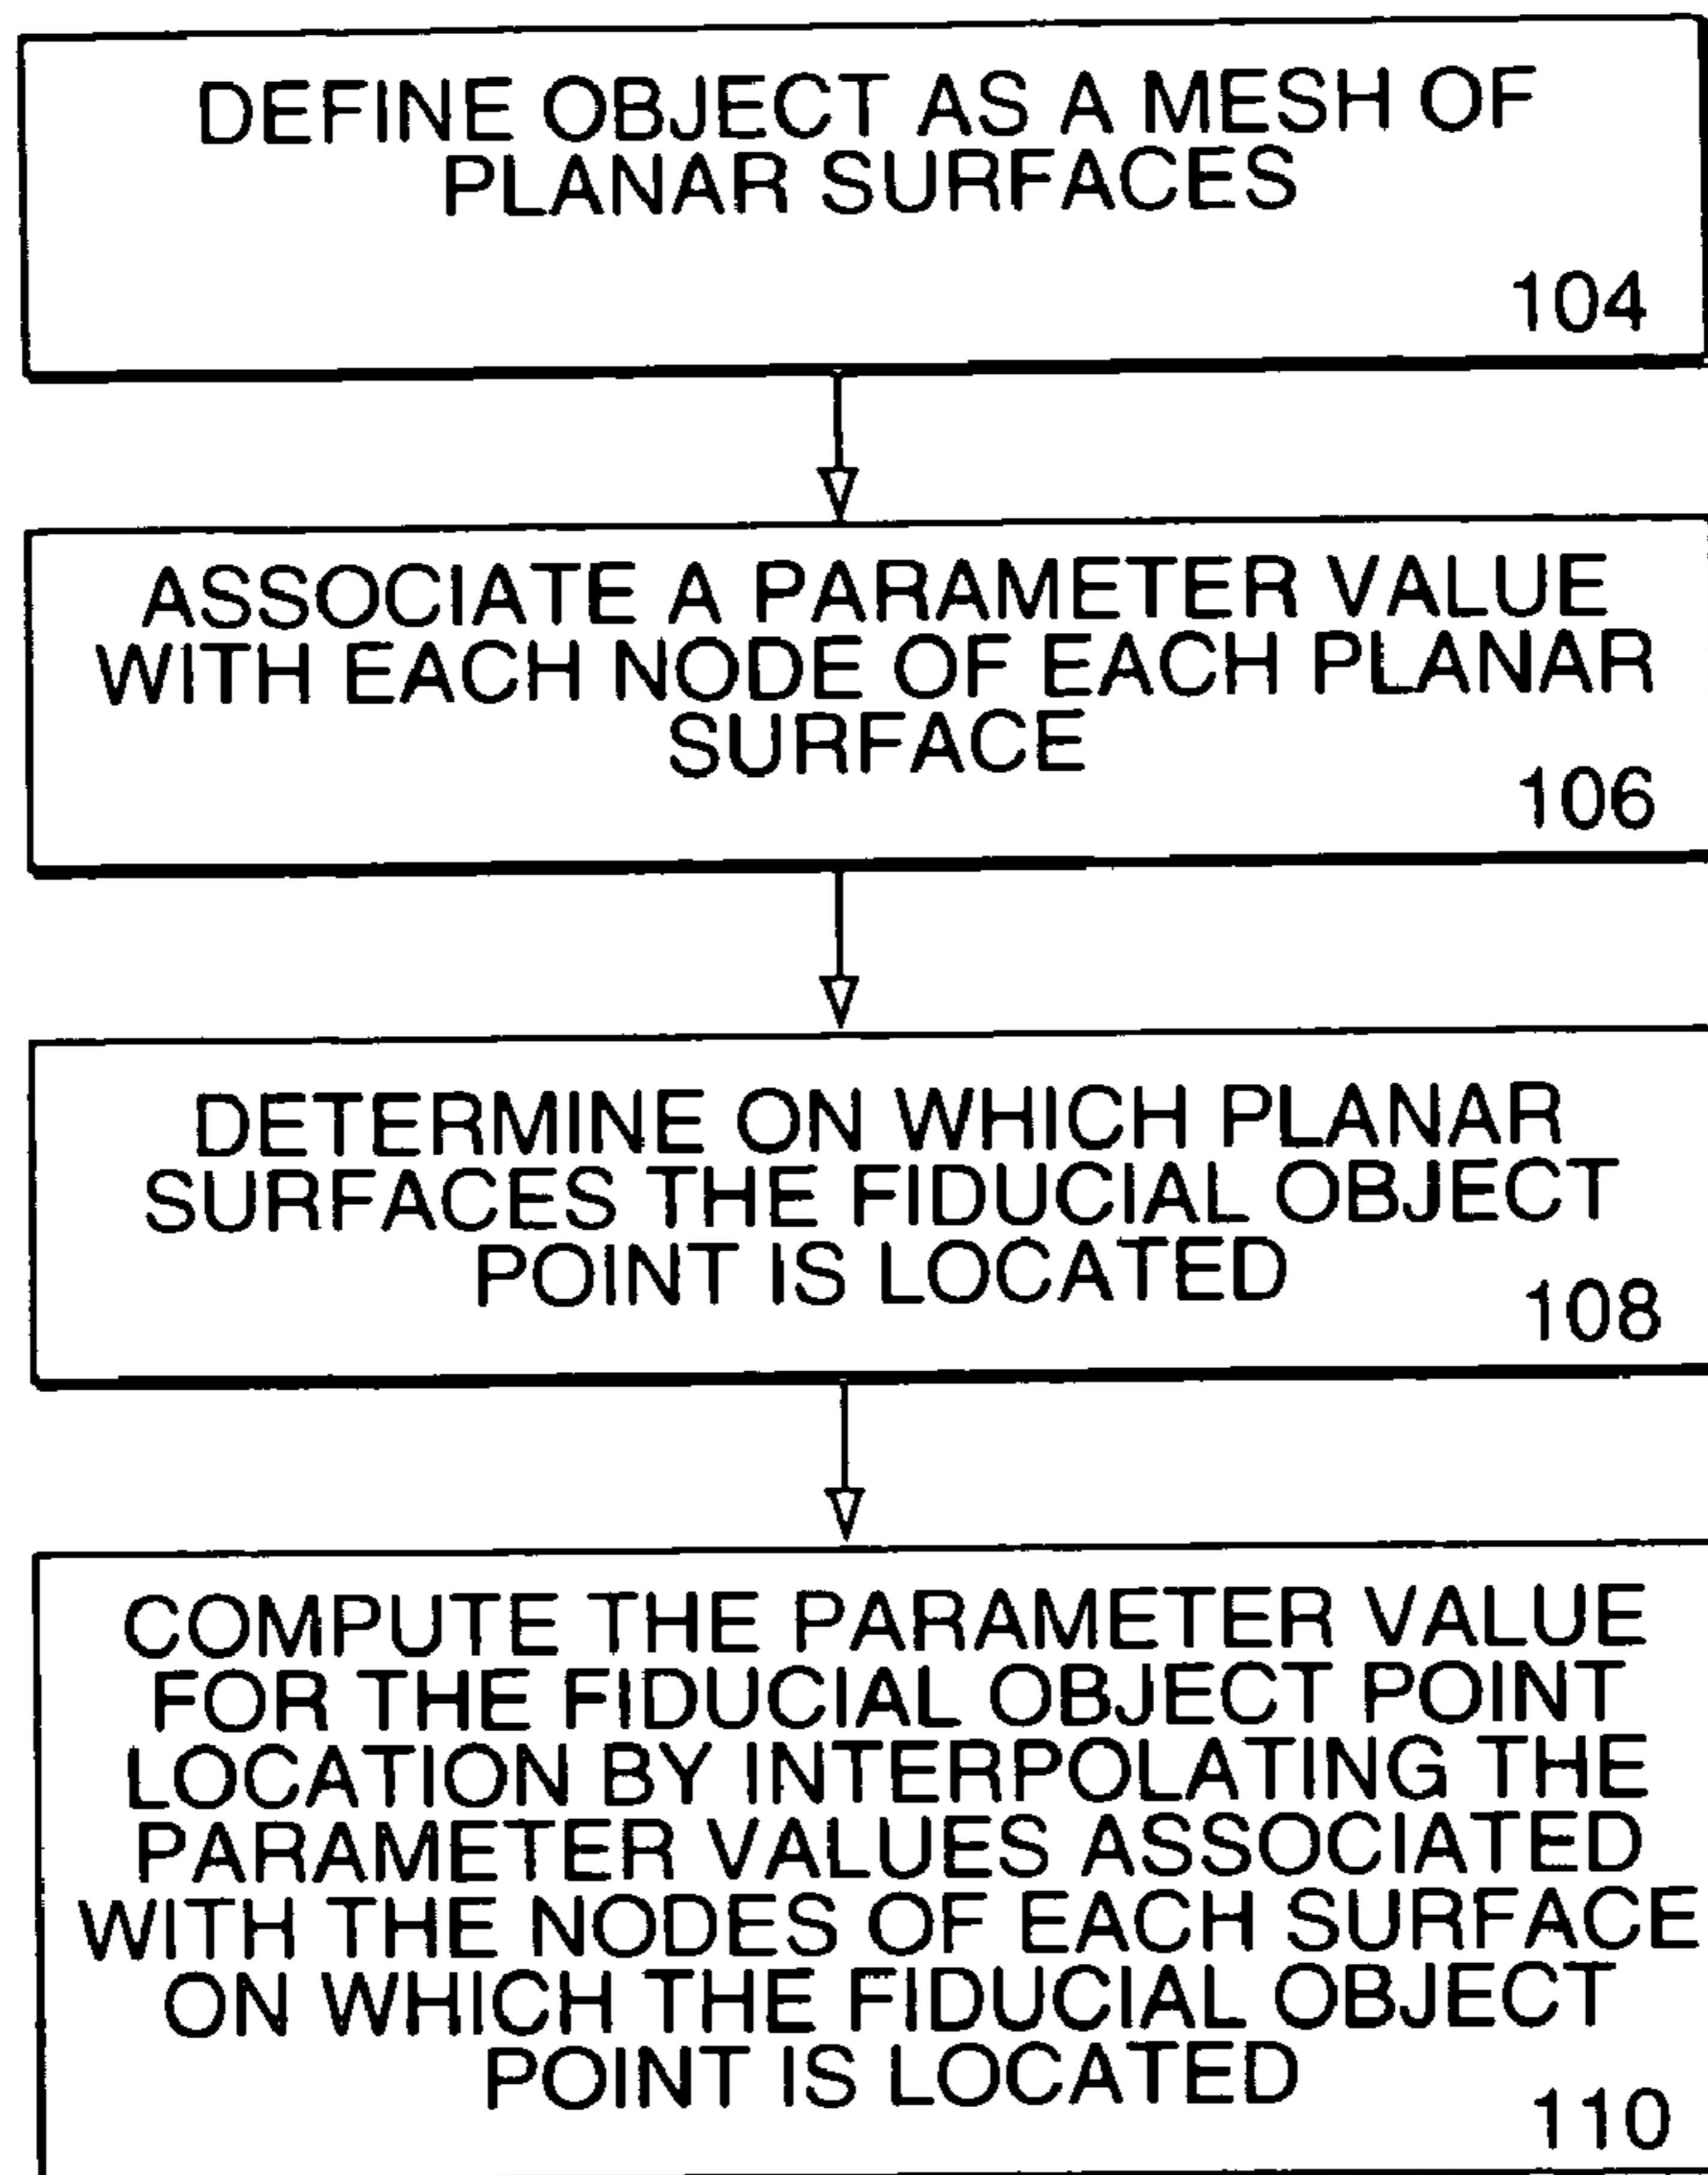 DEFINE OBJECT AS A MESH OF
PLANAR SURFACES
104
ASSOCIATE A PARAMETER VALUE
WITH EACH NODE OF EACH PLANAR
SURFACE
106
DETERMINE ON WHICH PLANAR
SURFACES THE FIDUCIAL OBJECT
POINT IS LOCATED
108
COMPUTE THE PARAMETER VALUE
FOR THE FIDUCIAL OBJECT POINT
LOCATION BY INTERPOLATING THE
PARAMETER VALUES ASSOCIATED
WITH THE NODES OF EACH SURFACE
ON WHICH THE FIDUCIAL OBJECT
POINT IS LOCATED
110